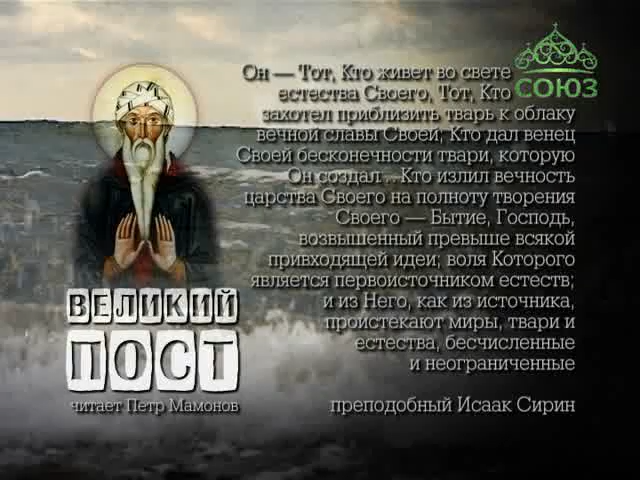 СОЮЗ
Он — Тот, Кто живет во свете
естества Своего, Тот, Кто
захотел приблизить тварь к облаку
вечной славы Своей; Кто дал венец
Своей бесконечности твари, которую
Он создал ...Кто излил вечность
царства Своего на полноту творения
Своего — Бытие, Господь,
возвышенный превыше всякой
привходящей идеи; воля Которого
является первоисточником естеств;
и из Него, как из источника,
проистекают миры, твари и
естества, бесчисленные
и неограниченные
преподобный Исаак Сирин
ВЕЛИКИЙ
ПОСТ
читает Петр Мамонов